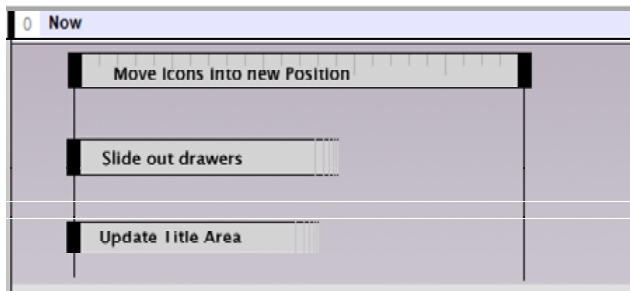 0 Now
Move Icons Into new Position
Slide out drawers
Update Title Area